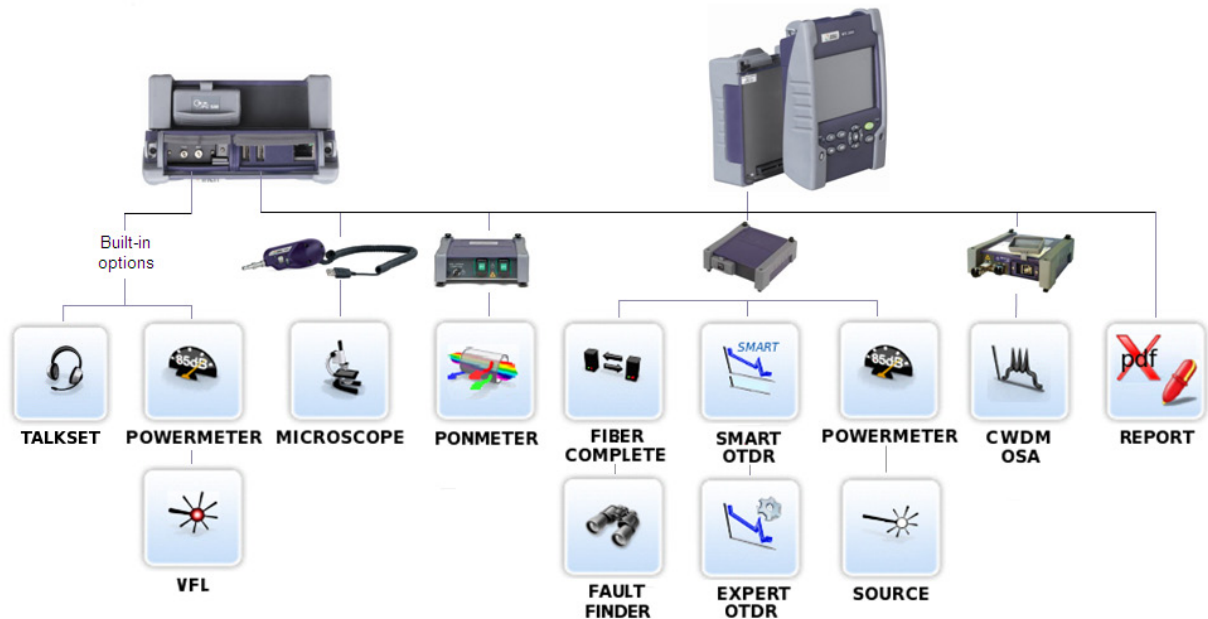 Built-in
options
85dB
SMART
85dB
pdf
TALKSET
POWERMETER
MICROSCOPE
PONMETER
FIBER
COMPLETE
SMART
OTDR
POWERMETER
CWDM
OSA
REPORT
VFL
FAULT
FINDER
EXPERT
OTDR
SOURCE